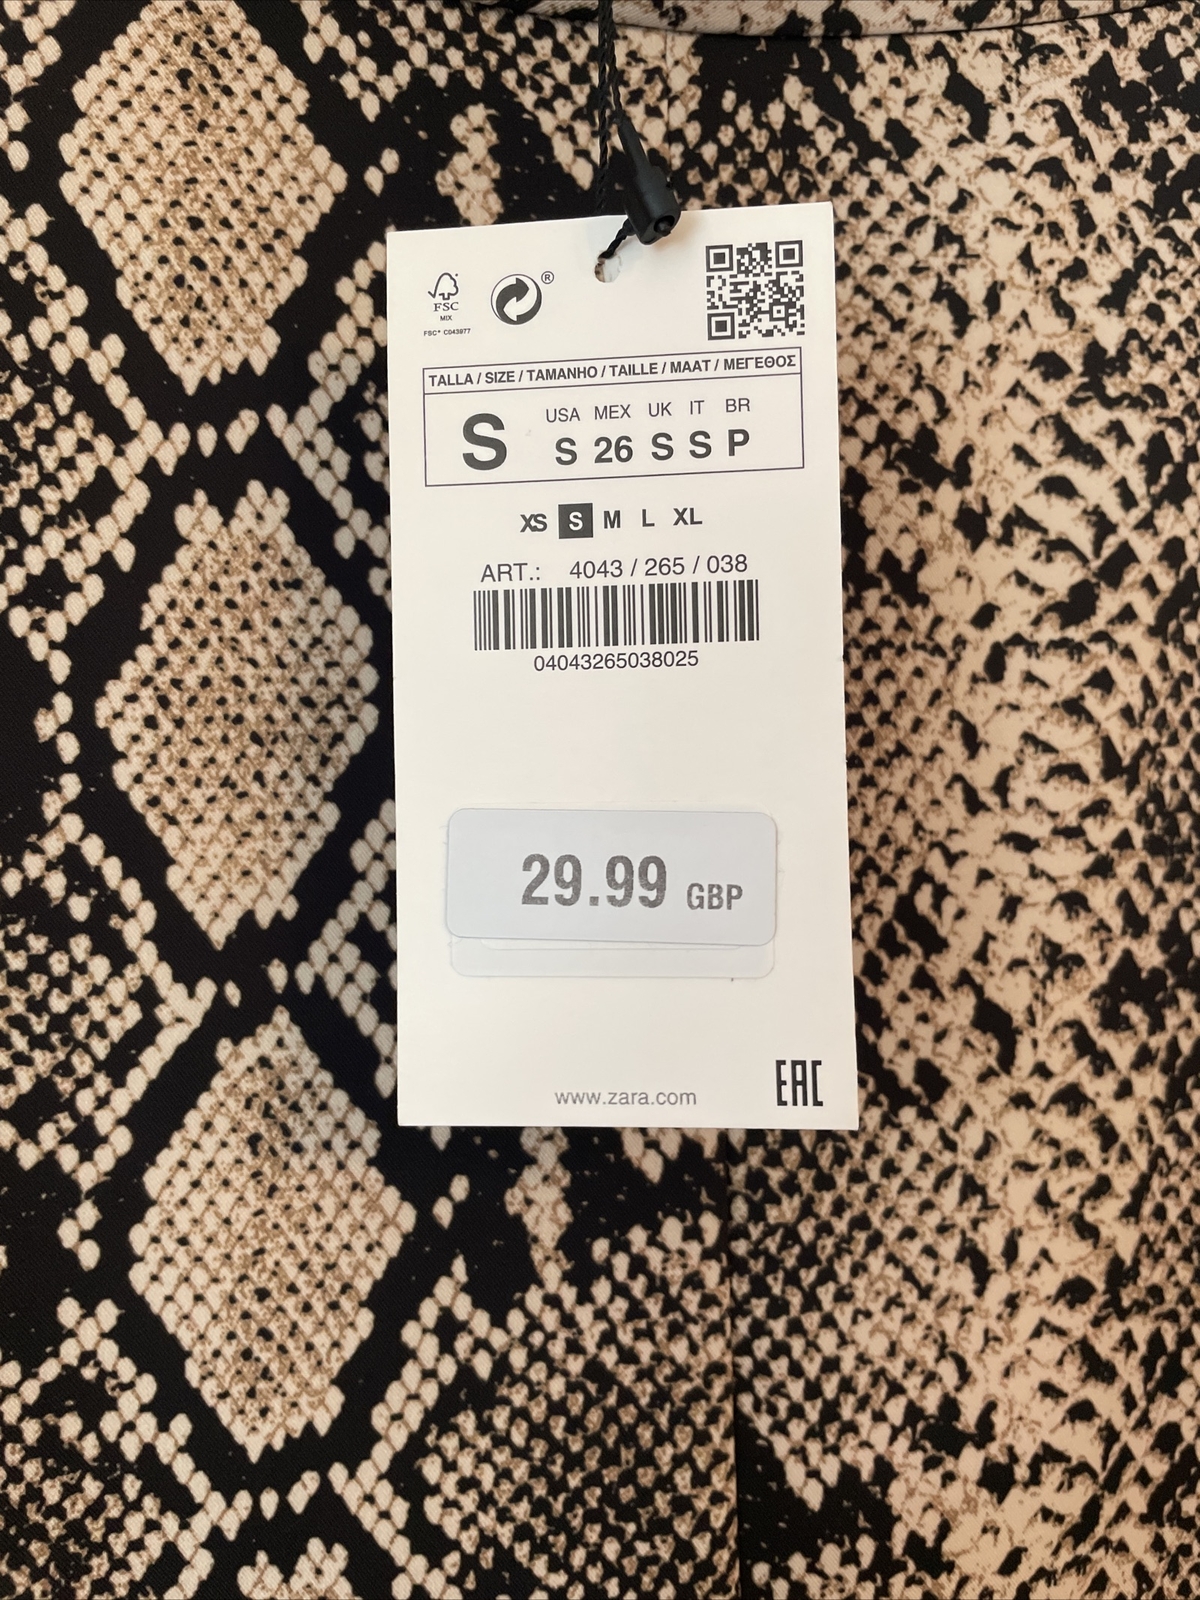 ®
FSC
MIX
FSC® C043977
TALLA / SIZE / TAMANHO / TAILLE / MAAT / ΜΕΓΕΘΟΣ
USA MEX UK IT BR
S S 26 S S P
XS S M L XL
ART.: 4043 / 265 / 038
04043265038025
29.99 GBP
www.zara.com
EAC